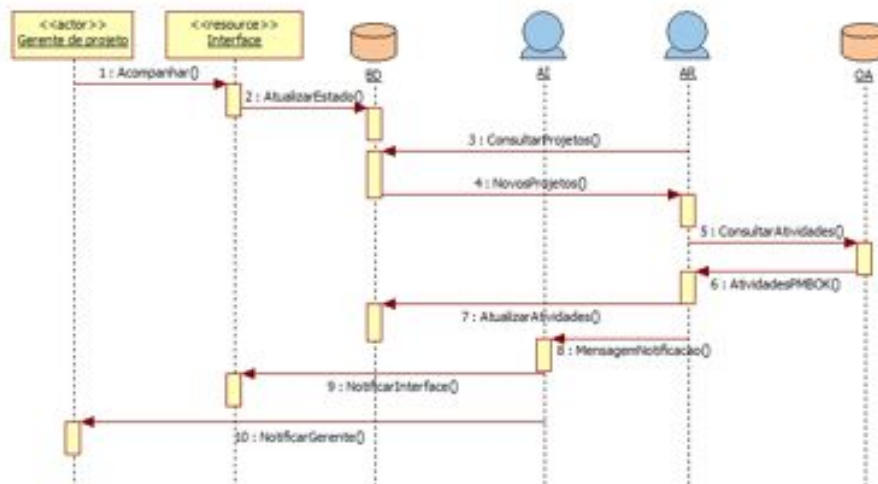 <<actor>>
Gerente de projeto
<<resource>>
Interface
BD
AI
AR
OA
1 : Acompanhar()
2 : AtualizarEstado()
3 : ConsultarProjetos()
4 : NovosProjetos()
5 : ConsultarAtividades()
6 : AtividadesPMBOK()
7 : AtualizarAtividades()
8 : MensagemNotificacao()
9 : NotificarInterface()
10 : NotificarGerente()